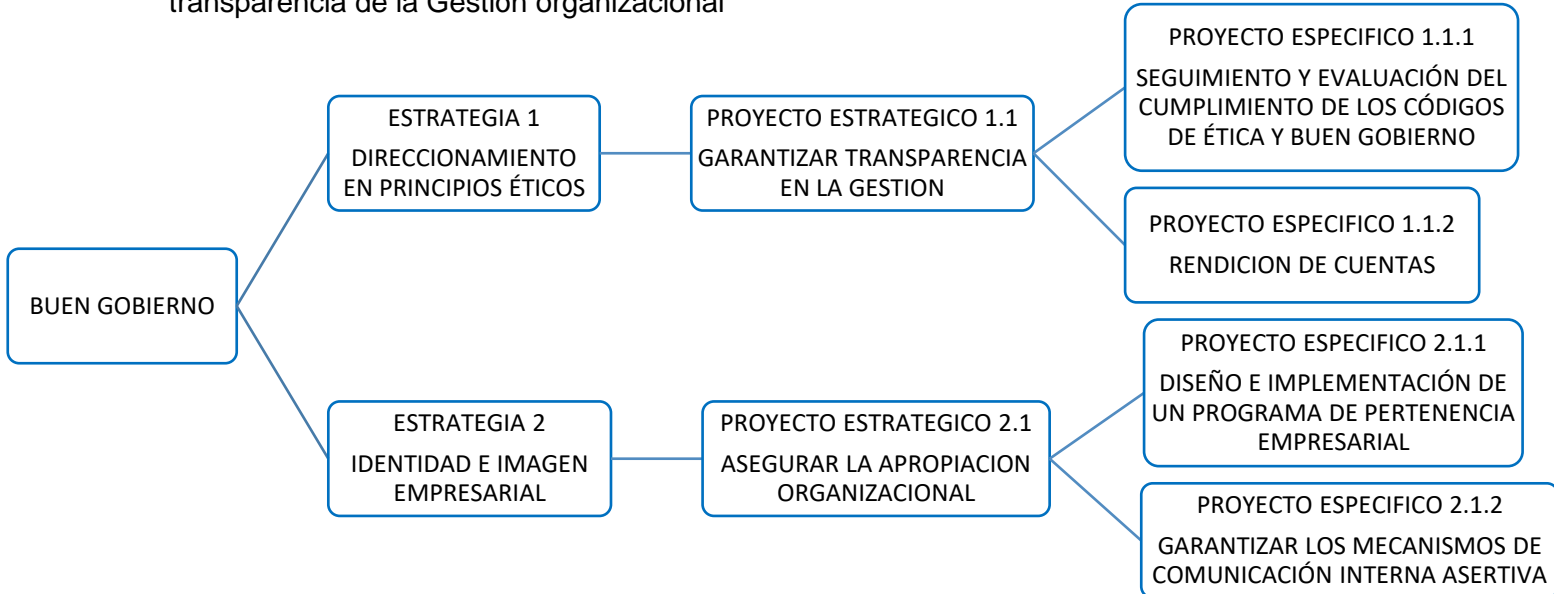 transparencia de la Gestión organizacional
BUEN GOBIERNO
ESTRATEGIA 1
DIRECCIONAMIENTO
EN PRINCIPIOS ÉTICOS
PROYECTO ESTRATEGICO 1.1
GARANTIZAR TRANSPARENCIA
EN LA GESTION
PROYECTO ESPECIFICO 1.1.1
SEGUIMIENTO Y EVALUACIÓN DEL
CUMPLIMIENTO DE LOS CÓDIGOS
DE ÉTICA Y BUEN GOBIERNO
PROYECTO ESPECIFICO 1.1.2
RENDICION DE CUENTAS
ESTRATEGIA 2
IDENTIDAD E IMAGEN
EMPRESARIAL
PROYECTO ESTRATEGICO 2.1
ASEGURAR LA APROPIACION
ORGANIZACIONAL
PROYECTO ESPECIFICO 2.1.1
DISEÑO E IMPLEMENTACIÓN DE
UN PROGRAMA DE PERTENENCIA
EMPRESARIAL
PROYECTO ESPECIFICO 2.1.2
GARANTIZAR LOS MECANISMOS DE
COMUNICACIÓN INTERNA ASERTIVA